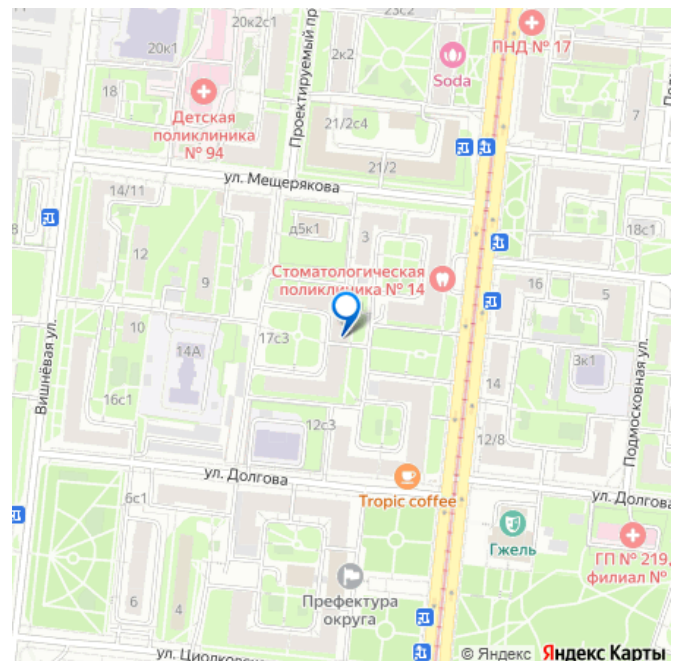 20к1
20к2с1
23с2
ПНД № 17
2к2
Soda
18
Детская
поликлиника
№ 94
Проектируемый пр
21/2с4
7
21/2
ул. Мещерякова
14/11
д5к1
3
18с1
12
9
Стоматологическая
поликлиника № 14
16
5
10
17с3
14А
3к1
Вишнёвая ул.
Подмосковная ул.
16с1
14
12с3
12/8
ул. Долгова
6с1
Tropic coffee
ул. Долгова
Гжель
ГП № 219,
филиал №
6
4
Префектура
округа
© Яндекс Яндекс Карты